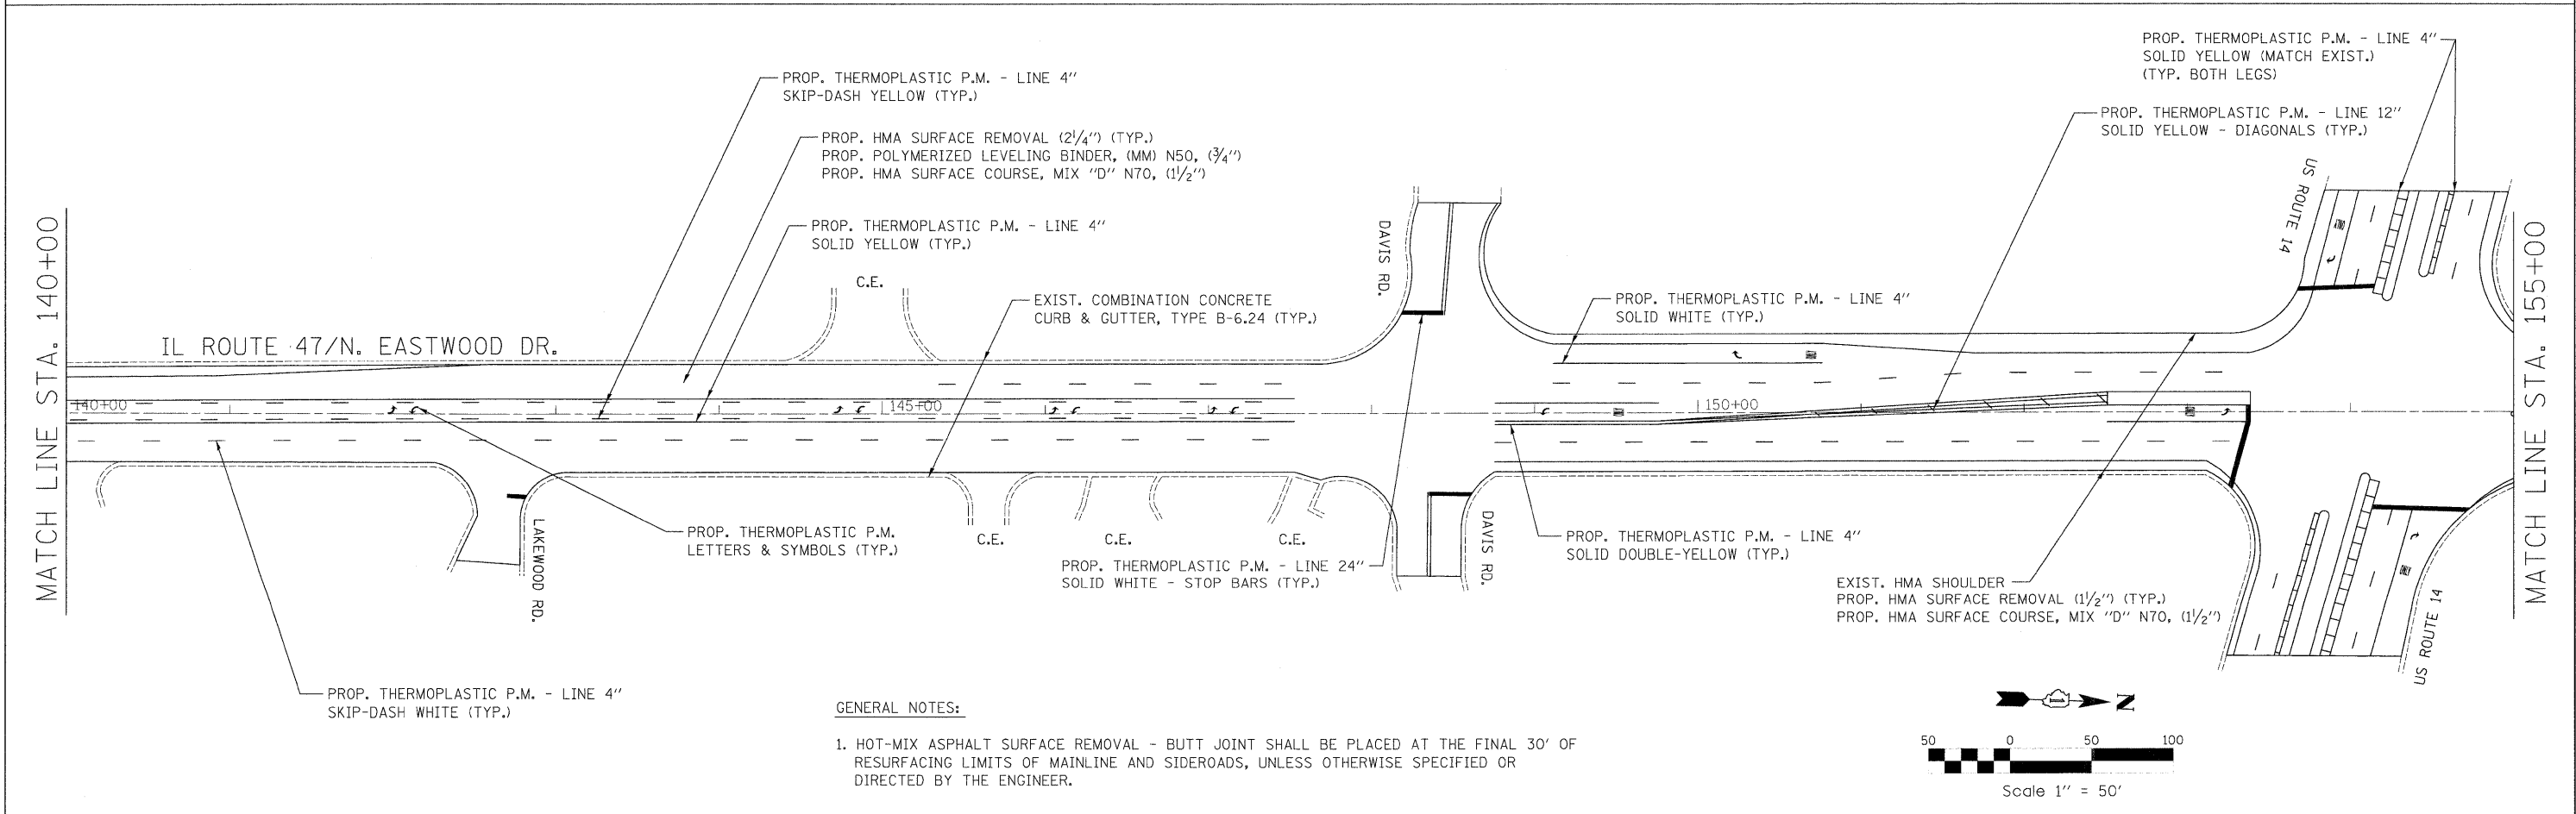 PROP. THERMOPLASTIC P.M. - LINE 4"
SOLID YELLOW (MATCH EXIST.)
(TYP. BOTH LEGS)
PROP. THERMOPLASTIC P.M. - LINE 4"
SKIP-DASH YELLOW (TYP.)
PROP. THERMOPLASTIC P.M. - LINE 12"
SOLID YELLOW - DIAGONALS (TYP.)
PROP. HMA SURFACE REMOVAL (2 1/4") (TYP.)
PROP. POLYMERIZED LEVELING BINDER, (MM) N50, (3/4")
PROP. HMA SURFACE COURSE, MIX "D" N70, (1 1/2")
PROP. THERMOPLASTIC P.M. - LINE 4"
SOLID YELLOW (TYP.)
DAVIS RD.
US ROUTE 14
C.E.
EXIST. COMBINATION CONCRETE
CURB & GUTTER, TYPE B-6.24 (TYP.)
PROP. THERMOPLASTIC P.M. - LINE 4"
SOLID WHITE (TYP.)
MATCH LINE STA. 140+00
IL ROUTE 47/N. EASTWOOD DR.
MATCH LINE STA. 155+00
140+00
145+00
150+00
PROP. THERMOPLASTIC P.M.
LETTERS & SYMBOLS (TYP.)
LAKEWOOD RD.
C.E.
C.E.
C.E.
DAVIS RD.
PROP. THERMOPLASTIC P.M. - LINE 4"
SOLID DOUBLE-YELLOW (TYP.)
PROP. THERMOPLASTIC P.M. - LINE 24"
SOLID WHITE - STOP BARS (TYP.)
EXIST. HMA SHOULDER
PROP. HMA SURFACE REMOVAL (1 1/2") (TYP.)
PROP. HMA SURFACE COURSE, MIX "D" N70, (1 1/2")
US ROUTE 14
PROP. THERMOPLASTIC P.M. - LINE 4"
SKIP-DASH WHITE (TYP.)
GENERAL NOTES:
1. HOT-MIX ASPHALT SURFACE REMOVAL - BUTT JOINT SHALL BE PLACED AT THE FINAL 30' OF
RESURFACING LIMITS OF MAINLINE AND SIDEROADS, UNLESS OTHERWISE SPECIFIED OR
DIRECTED BY THE ENGINEER.
N
50 0 50 100
Scale 1" = 50'